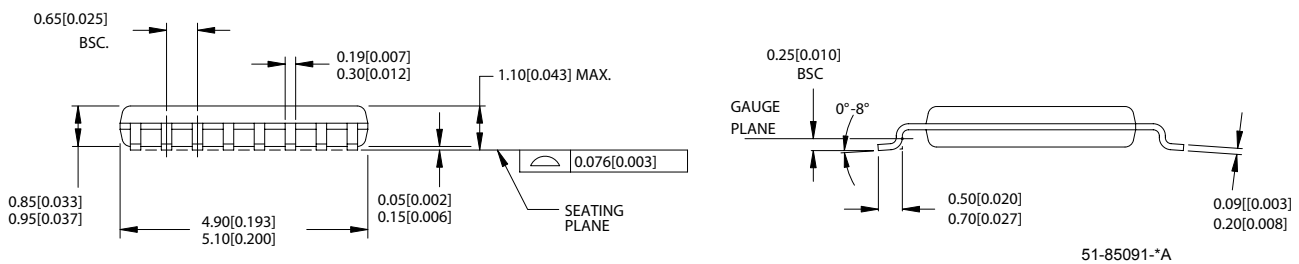 0.65[0.025]
BSC.
0.19[0.007]
0.30[0.012]
1.10[0.043] MAX.
0.076[0.003]
0.85[0.033]
0.95[0.037]
4.90[0.193]
5.10[0.200]
0.05[0.002]
0.15[0.006]
SEATING
PLANE
0.25[0.010]
BSC
GAUGE
PLANE
0°-8°
0.50[0.020]
0.70[0.027]
0.09[[0.003]
0.20[0.008]
51-85091-*A